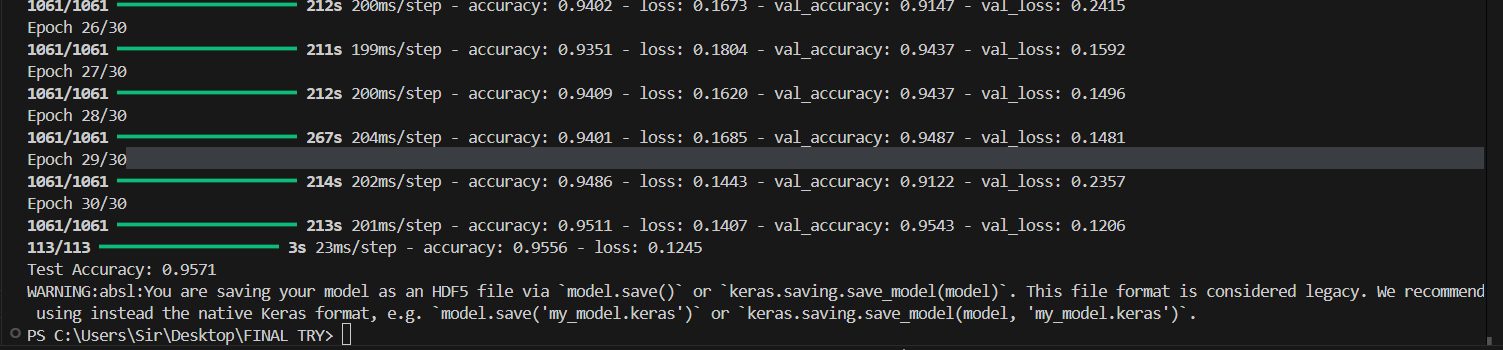 1061/1061 212s 200ms/step - accuracy: 0.9402 - loss: 0.1673 - val_accuracy: 0.9147 - val_loss: 0.2415
Epoch 26/30
1061/1061 211s 199ms/step - accuracy: 0.9351 - loss: 0.1804 - val_accuracy: 0.9437 - val_loss: 0.1592
Epoch 27/30
1061/1061 212s 200ms/step - accuracy: 0.9409 - loss: 0.1620 - val_accuracy: 0.9437 - val_loss: 0.1496
Epoch 28/30
1061/1061 267s 204ms/step - accuracy: 0.9401 - loss: 0.1685 - val_accuracy: 0.9487 - val_loss: 0.1481
Epoch 29/30
1061/1061 214s 202ms/step - accuracy: 0.9486 - loss: 0.1443 - val_accuracy: 0.9122 - val_loss: 0.2357
Epoch 30/30
1061/1061 213s 201ms/step - accuracy: 0.9511 - loss: 0.1407 - val_accuracy: 0.9543 - val_loss: 0.1206
113/113 3s 23ms/step - accuracy: 0.9556 - loss: 0.1245
Test Accuracy: 0.9571
WARNING:absl:You are saving your model as an HDF5 file via `model.save()` or `keras.saving.save_model(model)`. This file format is considered legacy. We recommend
using instead the native Keras format, e.g. `model.save('my_model.keras')` or `keras.saving.save_model(model, 'my_model.keras')`.
PS C:\Users\Sir\Desktop\FINAL TRY>